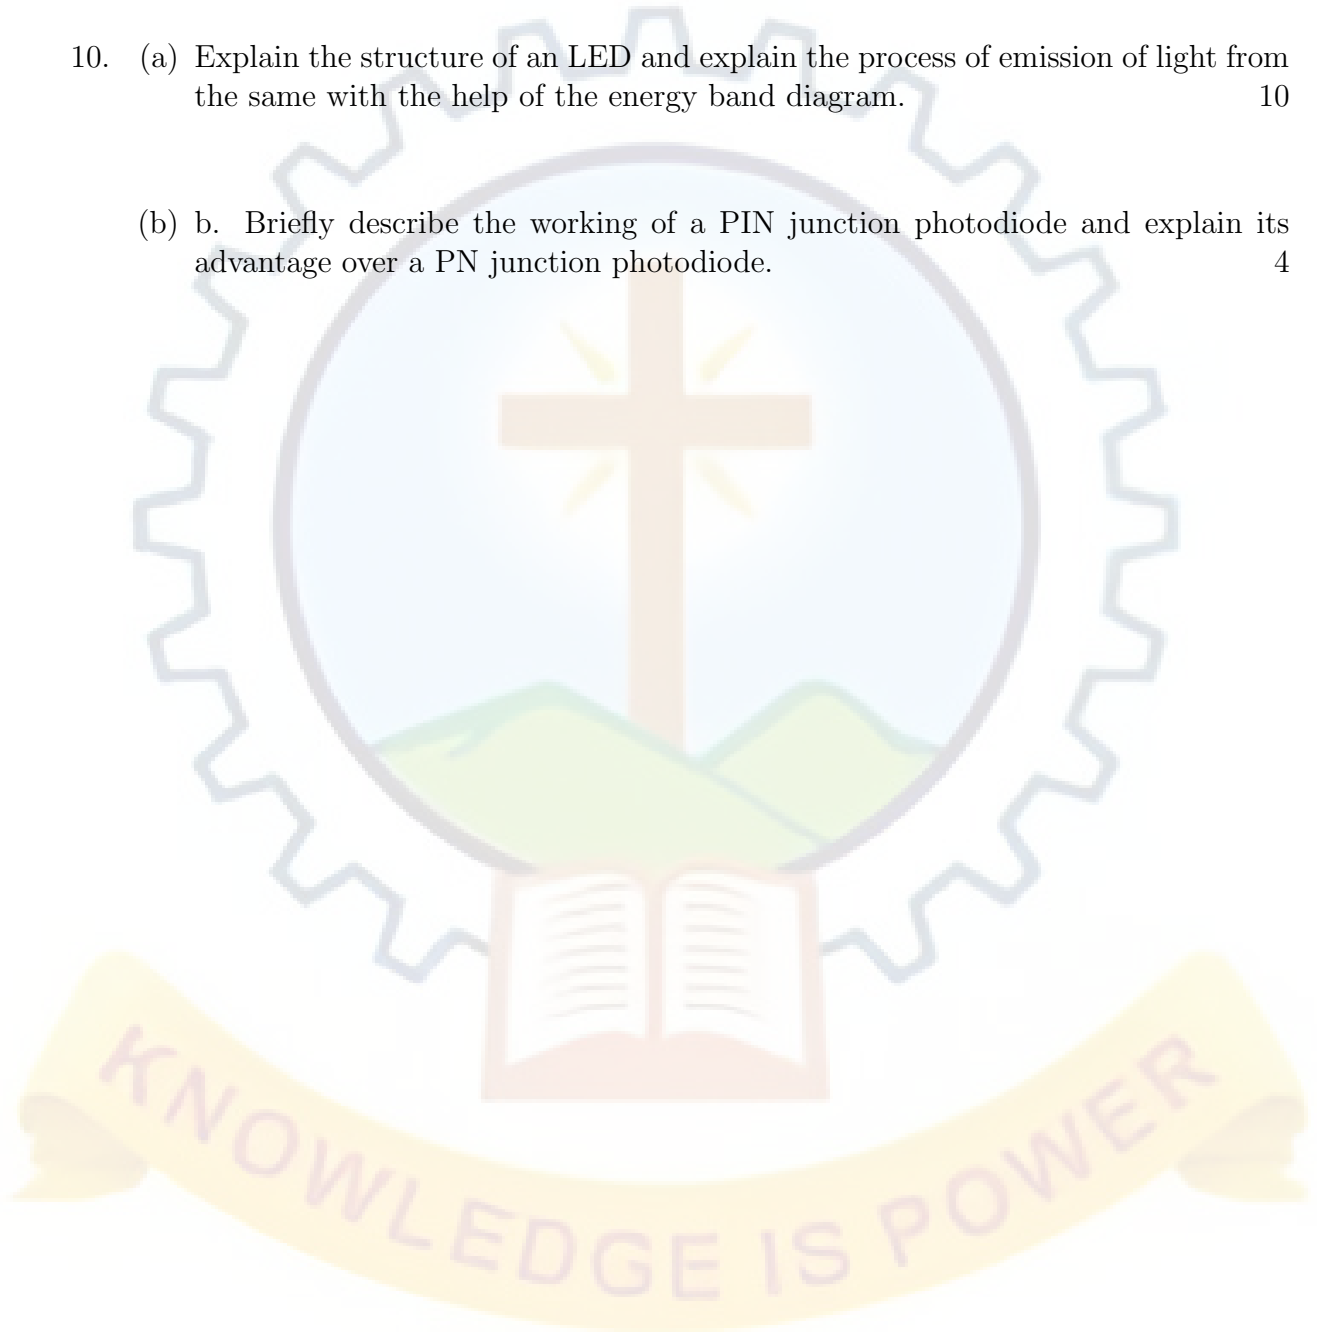 10. (a) Explain the structure of an LED and explain the process of emission of light from
the same with the help of the energy band diagram. 10
(b) b. Briefly describe the working of a PIN junction photodiode and explain its
advantage over a PN junction photodiode. 4
KNOWLEDGE IS POWER